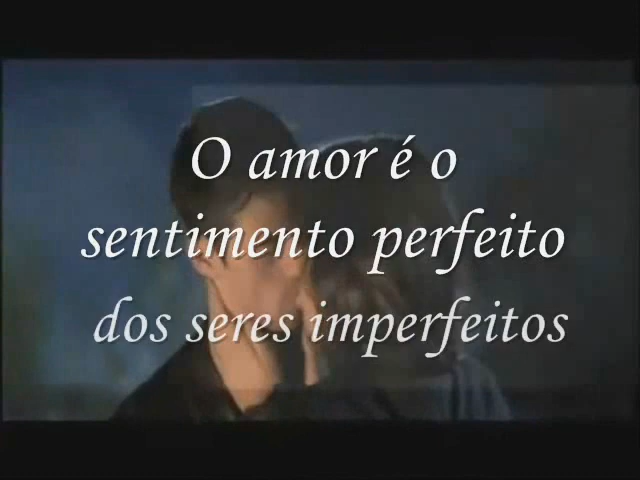 O amor é o
sentimento perfeito
dos seres imperfeitos